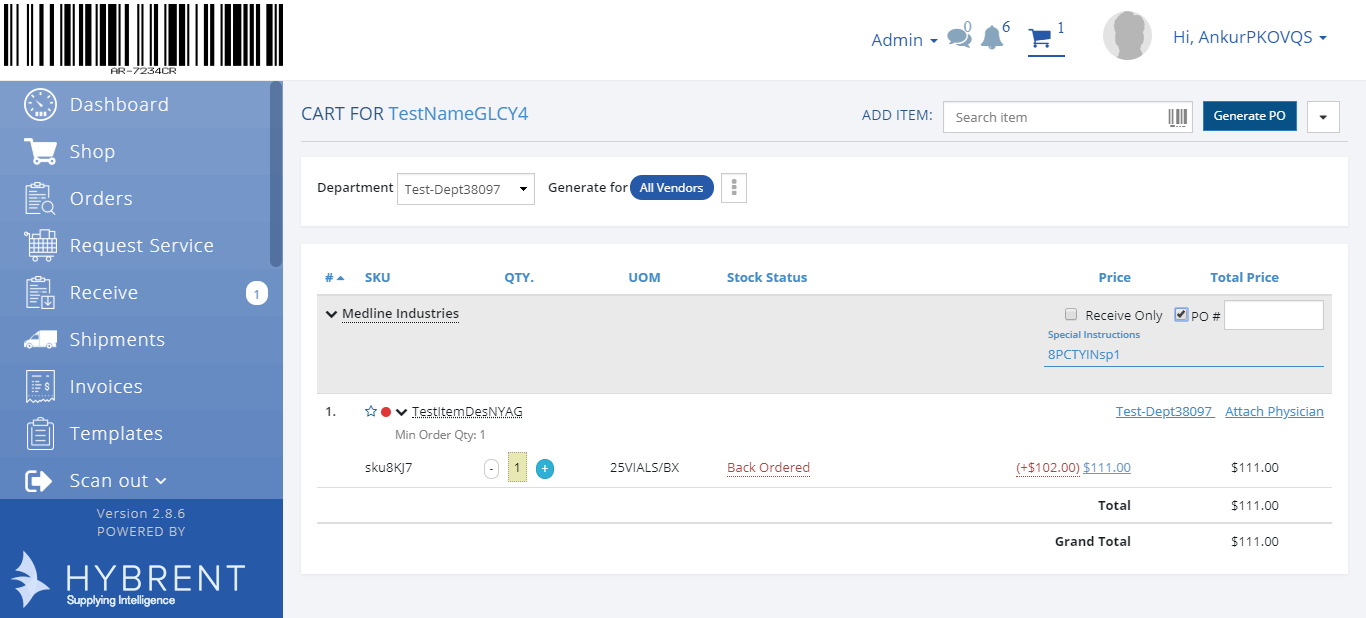 AR-7234CR
Admin
0
6
1
Hi, AnkurPKOVQS
Dashboard
Shop
Orders
Request Service
Receive
1
Shipments
Invoices
Templates
Scan out
Version 2.8.6
POWERED BY
HYBRENT
Supplying Intelligence
CART FOR TestNameGLCY4
ADD ITEM:
Search item
Generate PO
Department
Test-Dept38097
Generate for
All Vendors
# SKU QTY. UOM Stock Status Price Total Price
Medline Industries
Receive Only
PO #
Special Instructions
8PCTYINsp1
1. TestItemDesNYAG Test-Dept38097 Attach Physician
Min Order Qty: 1
sku8KJ7 - 1 + 25VIALS/BX Back Ordered (+$102.00) $111.00 $111.00
Total $111.00
Grand Total $111.00